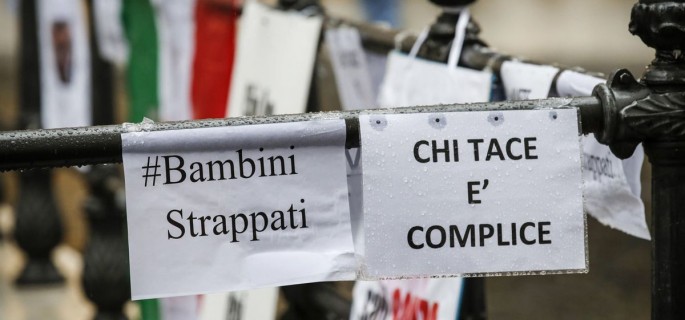 #Bambini
Strappati
CHI TACE
E'
COMPLICE